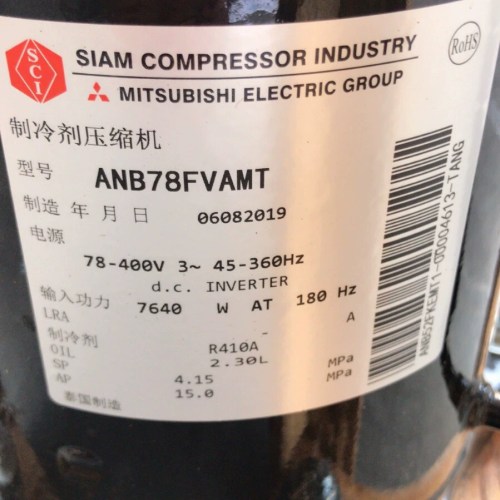 SCI
SIAM COMPRESSOR INDUSTRY
MITSUBISHI ELECTRIC GROUP
RoHS
制冷剂压缩机
型号 ANB78FVAMT
制造 年 月 日 06082019
电源
78-400V 3~ 45-360Hz
d.c. INVERTER
输入功力 7640 W AT 180 Hz
LRA - A
制冷剂 R410A
OIL 2.30L
SP 4.15 MPa
AP 15.0 MPa
泰国制造